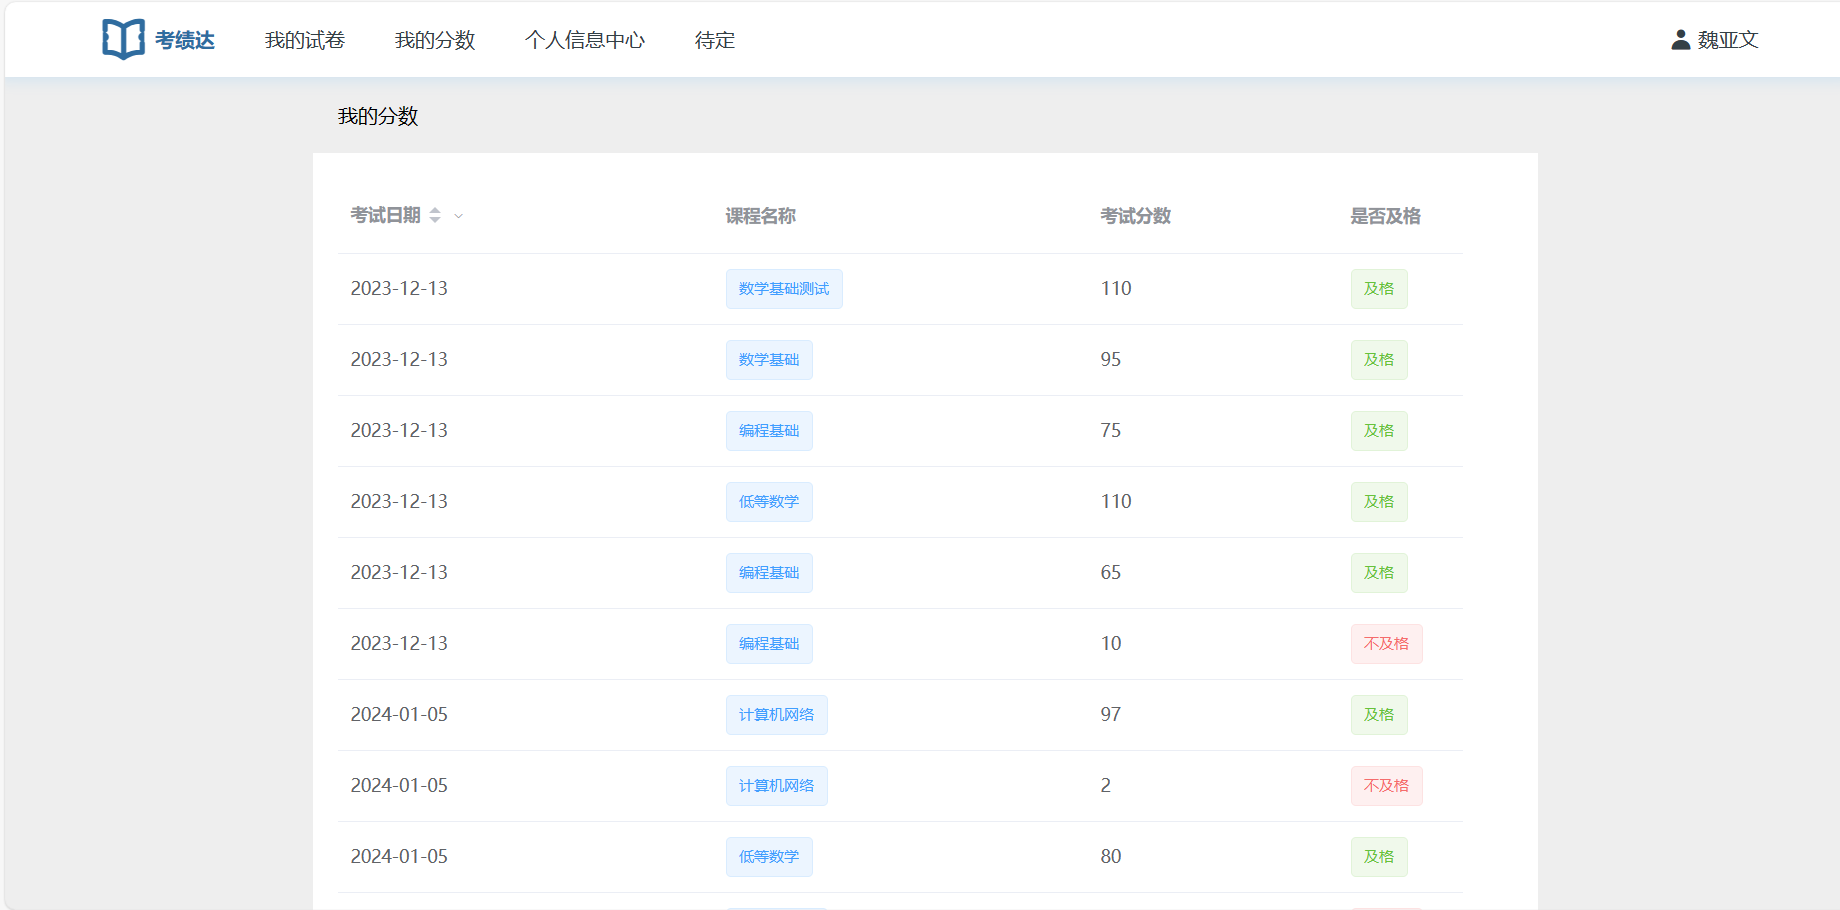 考绩达 我的试卷 我的分数 个人信息中心 待定 魏亚文
我的分数
考试日期 课程名称 考试分数 是否及格
2023-12-13 数学基础测试 110 及格
2023-12-13 数学基础 95 及格
2023-12-13 编程基础 75 及格
2023-12-13 低等数学 110 及格
2023-12-13 编程基础 65 及格
2023-12-13 编程基础 10 不及格
2024-01-05 计算机网络 97 及格
2024-01-05 计算机网络 2 不及格
2024-01-05 低等数学 80 及格